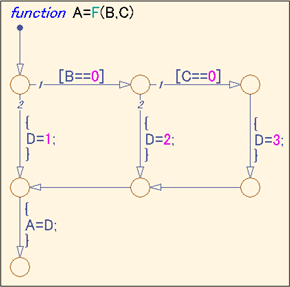 function A=F(B,C)
1 [B==0] 1 [C==0]
2 2
{ { {
D=1; D=2; D=3;
} } }
{
A=D;
}